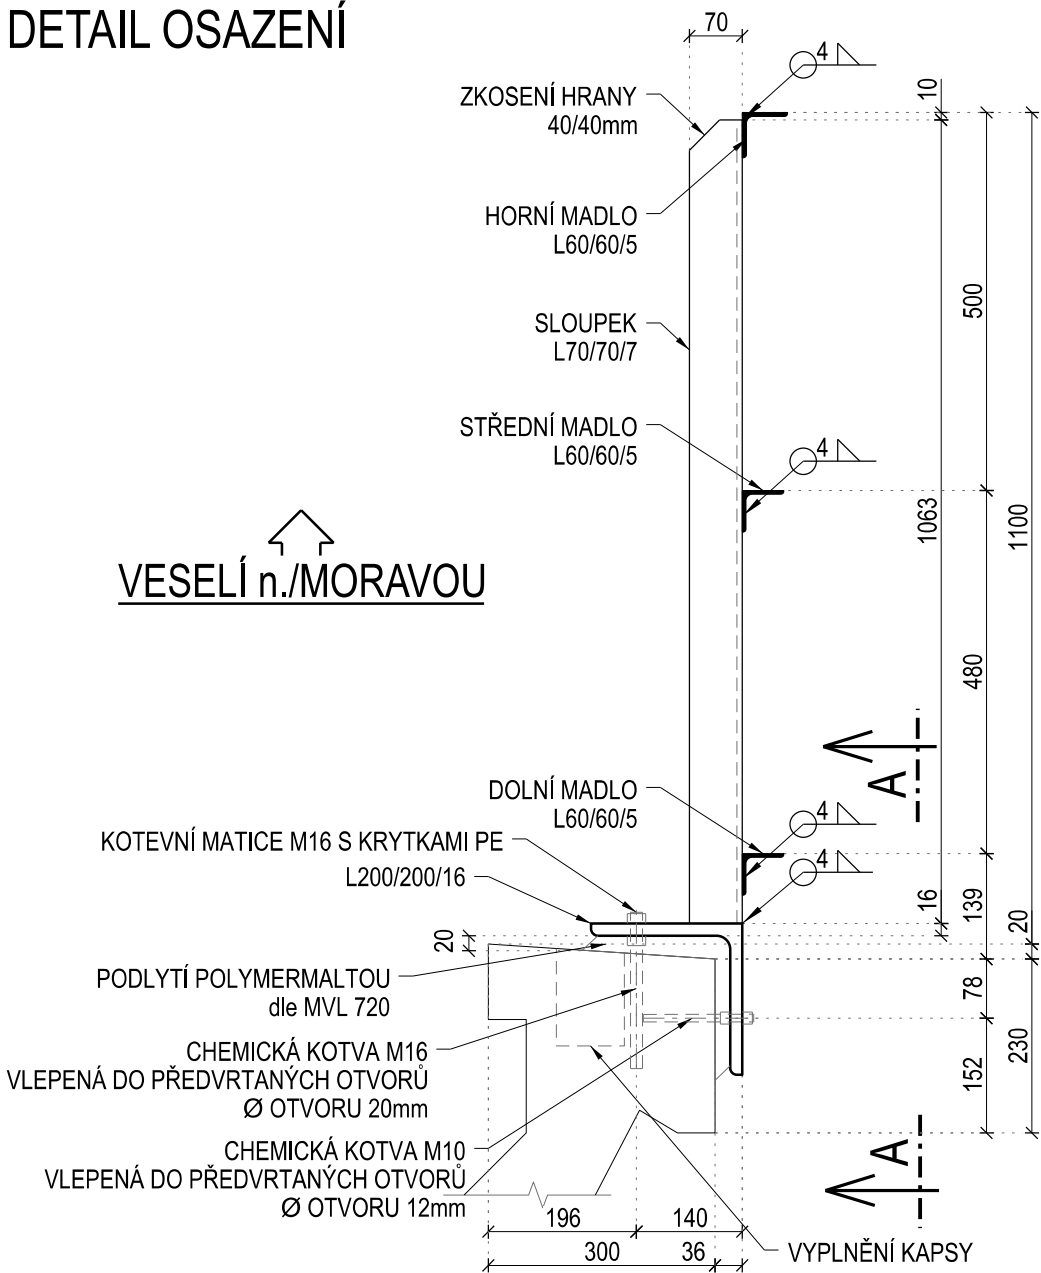 DETAIL OSAZENÍ
70
4
10
ZKOSENÍ HRANY
40/40mm
HORNÍ MADLO
L60/60/5
500
SLOUPEK
L70/70/7
STŘEDNÍ MADLO
L60/60/5
4
1063
1100
VESELÍ n./MORAVOU
480
A
DOLNÍ MADLO
L60/60/5
4
KOTEVNÍ MATICE M16 S KRYTKAMI PE
4
L200/200/16
16
139
20
20
PODLYTÍ POLYMERMALTOU
dle MVL 720
78
CHEMICKÁ KOTVA M16
VLEPENÁ DO PŘEDVRTANÝCH OTVORŮ
Ø OTVORU 20mm
230
152
CHEMICKÁ KOTVA M10
VLEPENÁ DO PŘEDVRTANÝCH OTVORŮ
Ø OTVORU 12mm
A
196
140
300
36
VYPLNĚNÍ KAPSY